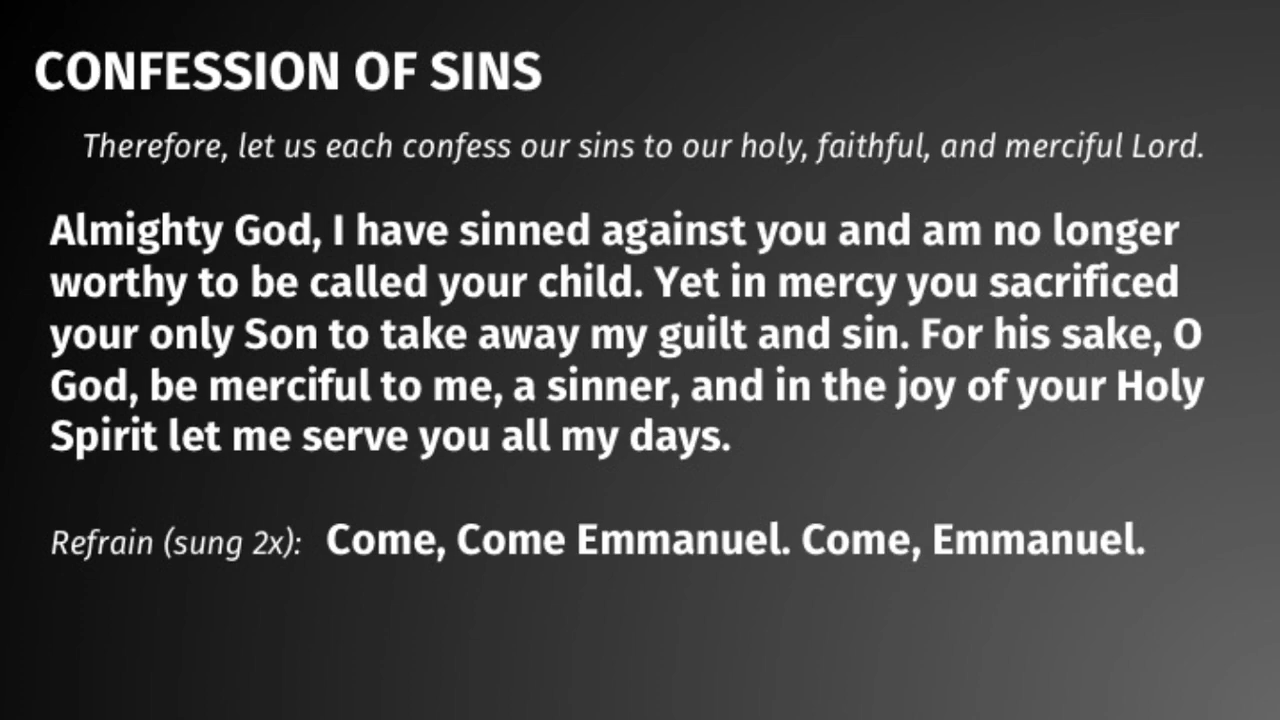 CONFESSION OF SINS
Therefore, let us each confess our sins to our holy, faithful, and merciful Lord.
Almighty God, I have sinned against you and am no longer
worthy to be called your child. Yet in mercy you sacrificed
your only Son to take away my guilt and sin. For his sake, O
God, be merciful to me, a sinner, and in the joy of your Holy
Spirit let me serve you all my days.
Refrain (sung 2x): Come, Come Emmanuel. Come, Emmanuel.